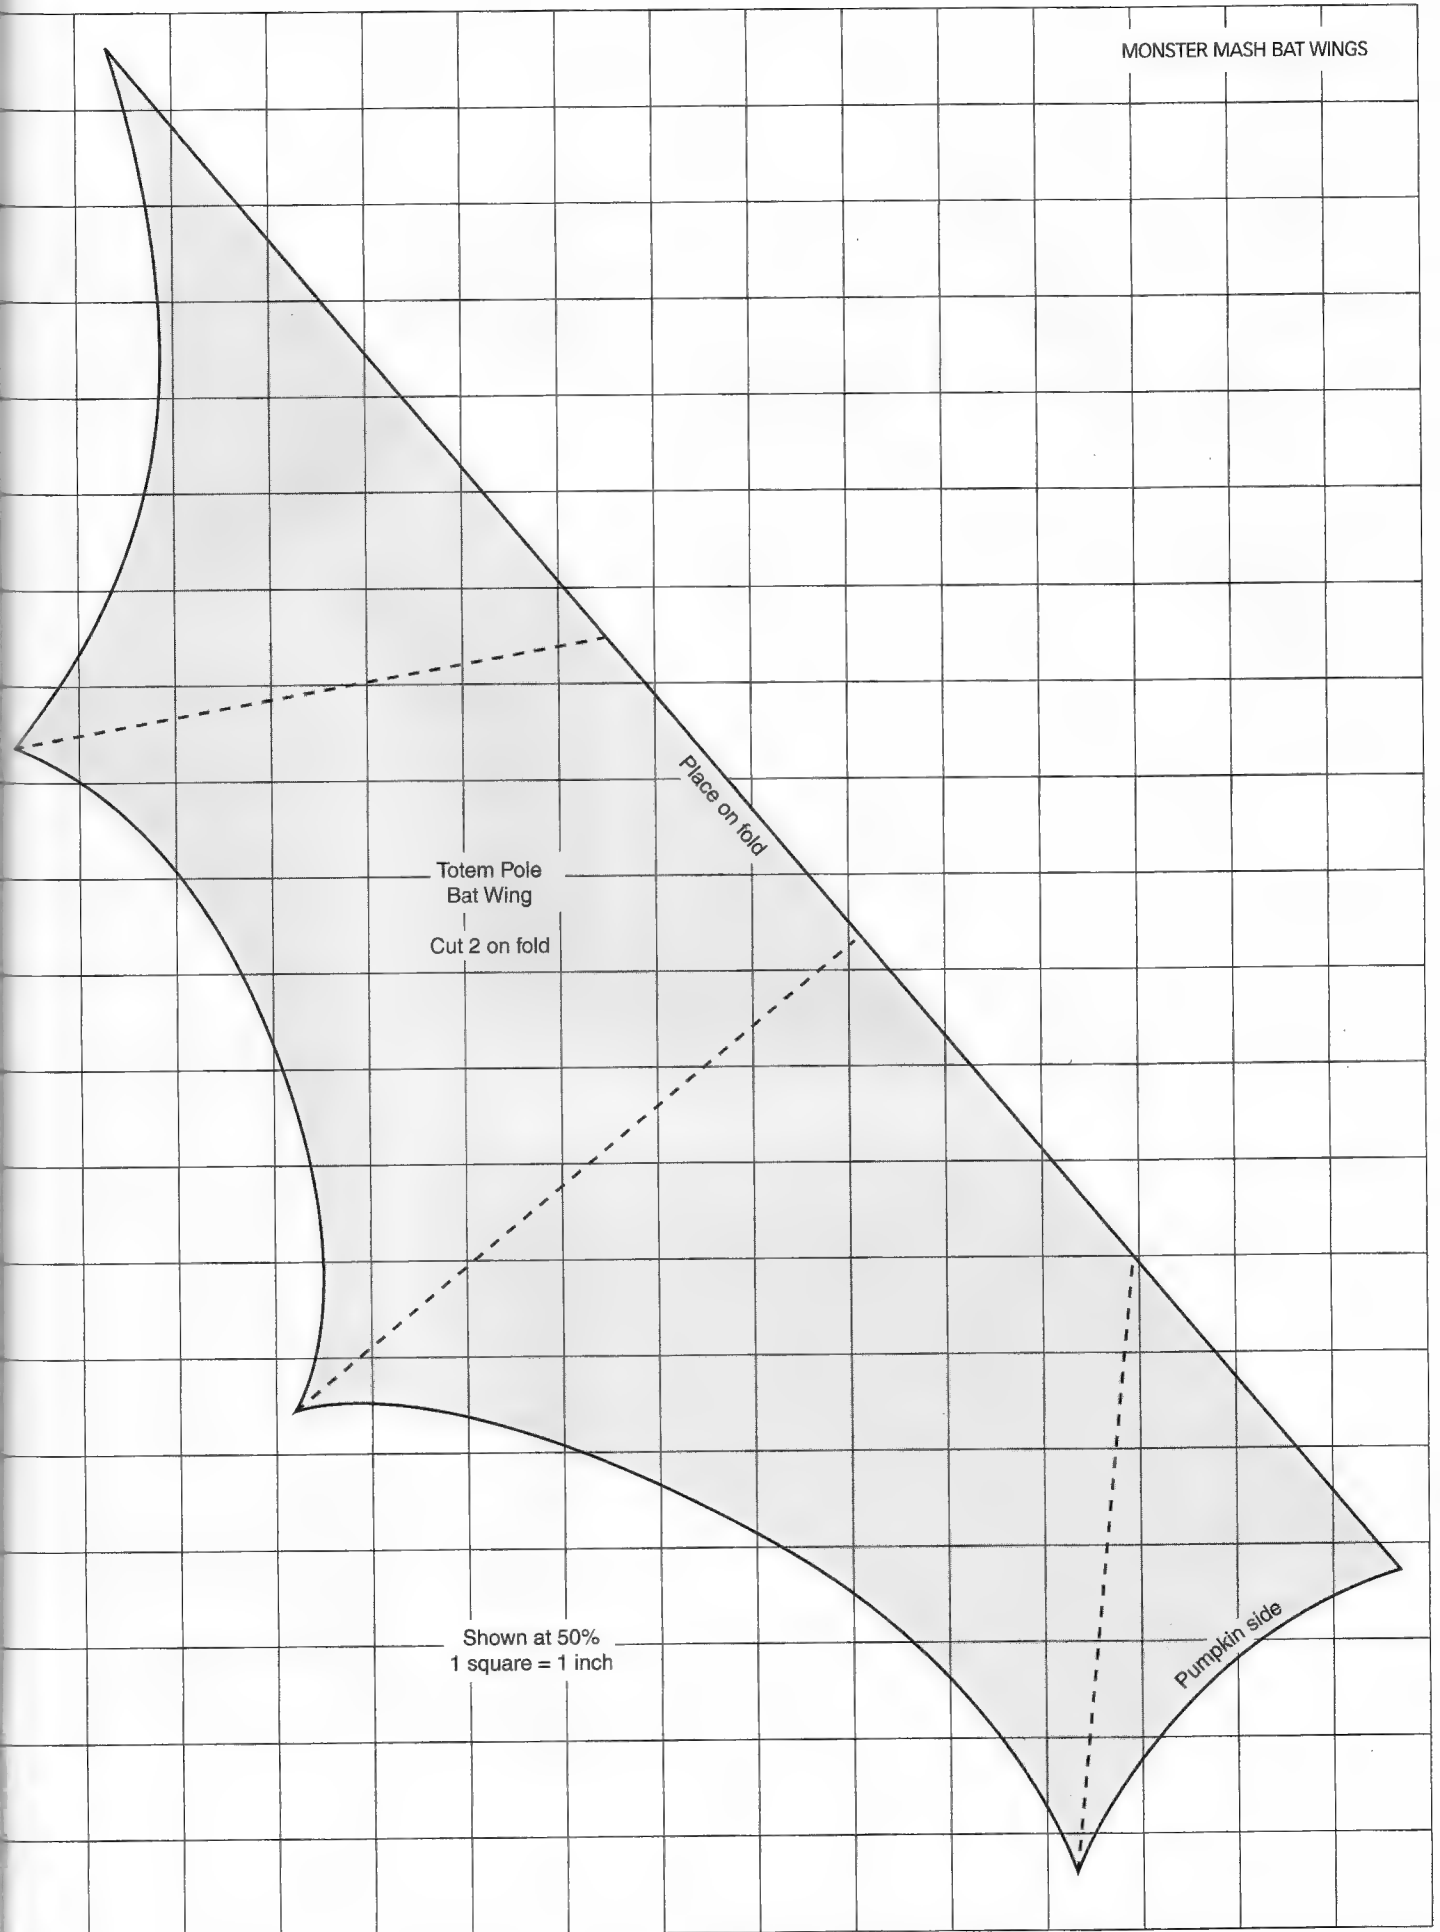 MONSTER MASH BAT WINGS
Place on fold
Totem Pole
Bat Wing
Cut 2 on fold
Shown at 50%
1 square = 1 inch
Pumpkin side